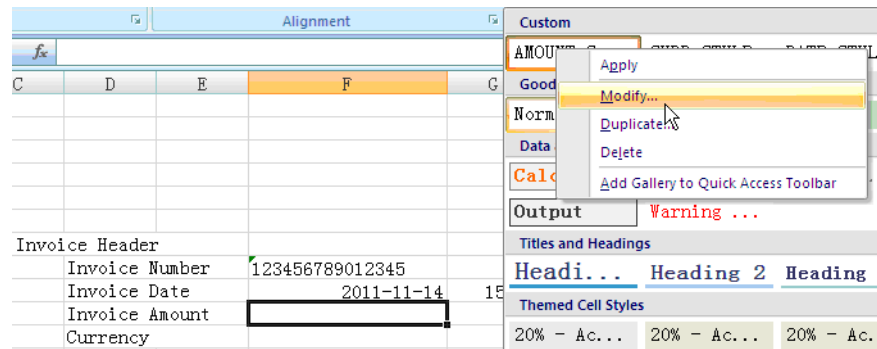 Alignment
Custom
fx
AMOU
C D E F G
Good
Norm
Data
Calc
Output Warning ...
Apply
Modify...
Duplicate...
Delete
Add Gallery to Quick Access Toolbar
Titles and Headings
Headi... Heading 2 Heading
Themed Cell Styles
20% - Ac... 20% - Ac... 20% - Ac.
Invoice Header
Invoice Number 123456789012345
Invoice Date 2011-11-14 15
Invoice Amount
Currency